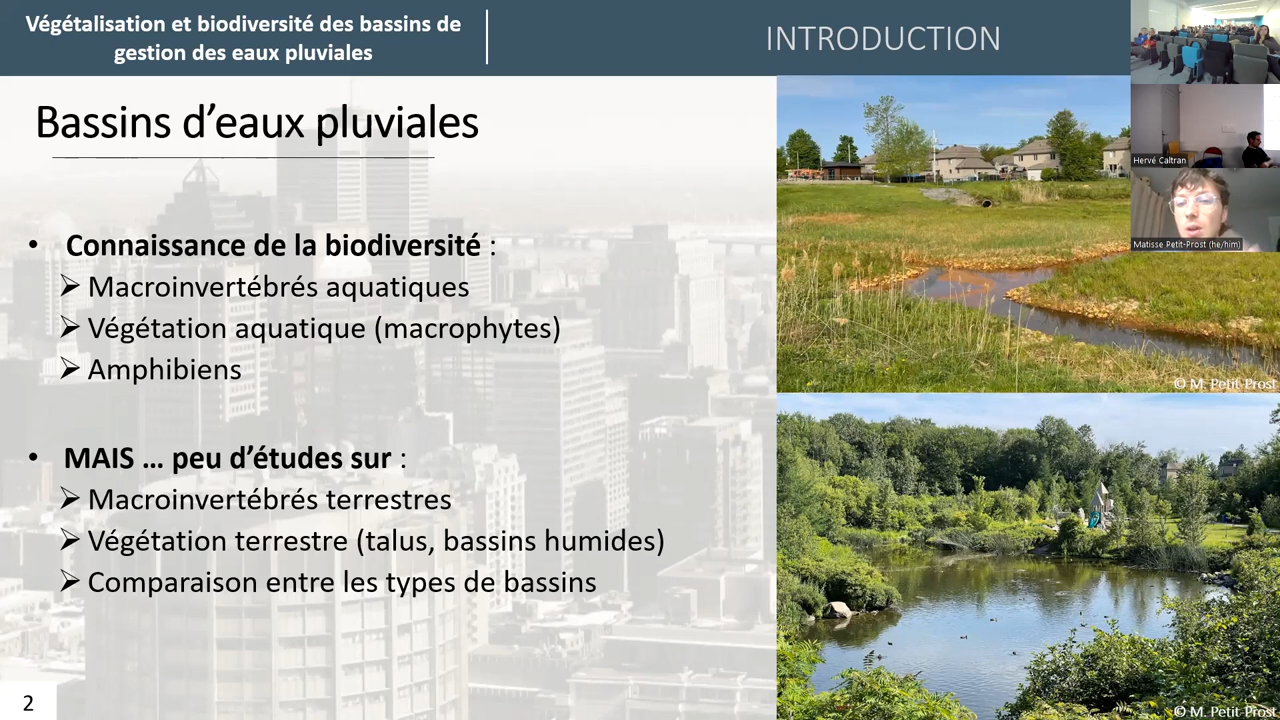 Végétalisation et biodiversité des bassins de
gestion des eaux pluviales
INTRODUCTION
Bassins d’eaux pluviales
• Connaissance de la biodiversité :
Macroinvertébrés aquatiques
Végétation aquatique (macrophytes)
Amphibiens
• MAIS … peu d’études sur :
Macroinvertébrés terrestres
Végétation terrestre (talus, bassins humides)
Comparaison entre les types de bassins
2
Hervé Caltran
Matisse Petit-Prost (he/him)
© M. Petit-Prost
© M. Petit-Prost